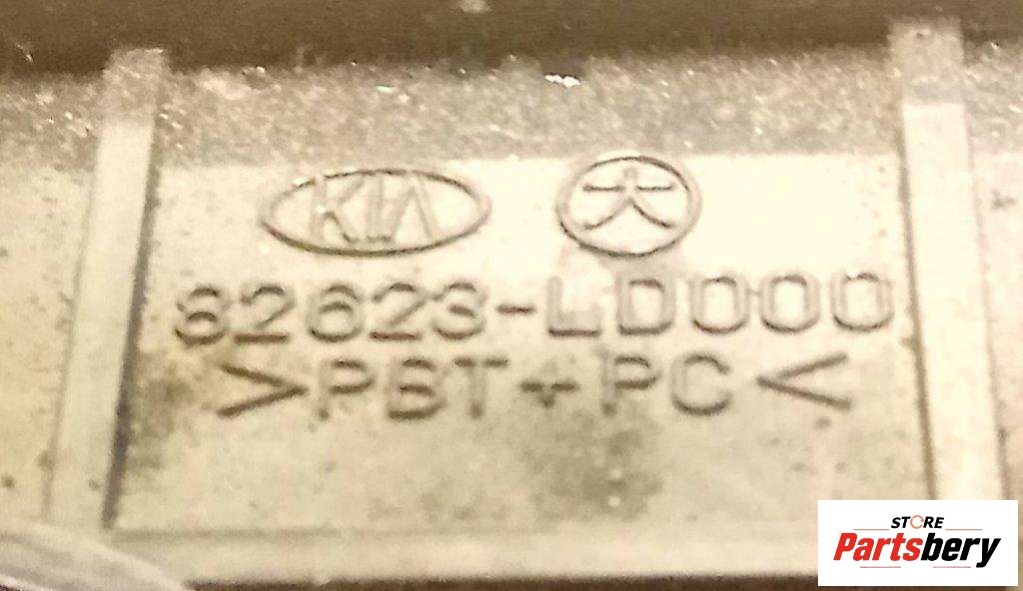 KIA 大
82623-LD000
>PBT+PC<
STORE
Partsbery